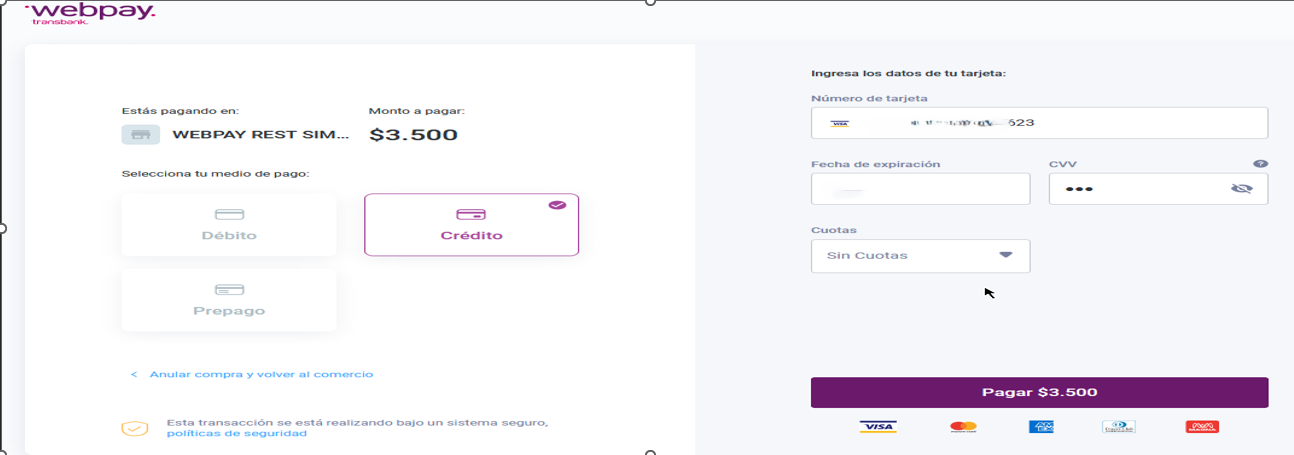 webpay.
transbank.
Estás pagando en:
WEBPAY REST SIM...
Monto a pagar:
$3.500
Selecciona tu medio de pago:
Débito
Crédito
Prepago
< Anular compra y volver al comercio
Esta transacción se está realizando bajo un sistema seguro,
políticas de seguridad
Ingresa los datos de tu tarjeta:
Número de tarjeta
VISA
623
Fecha de expiración
CVV
?
•••
Cuotas
Sin Cuotas
Pagar $3.500
VISA